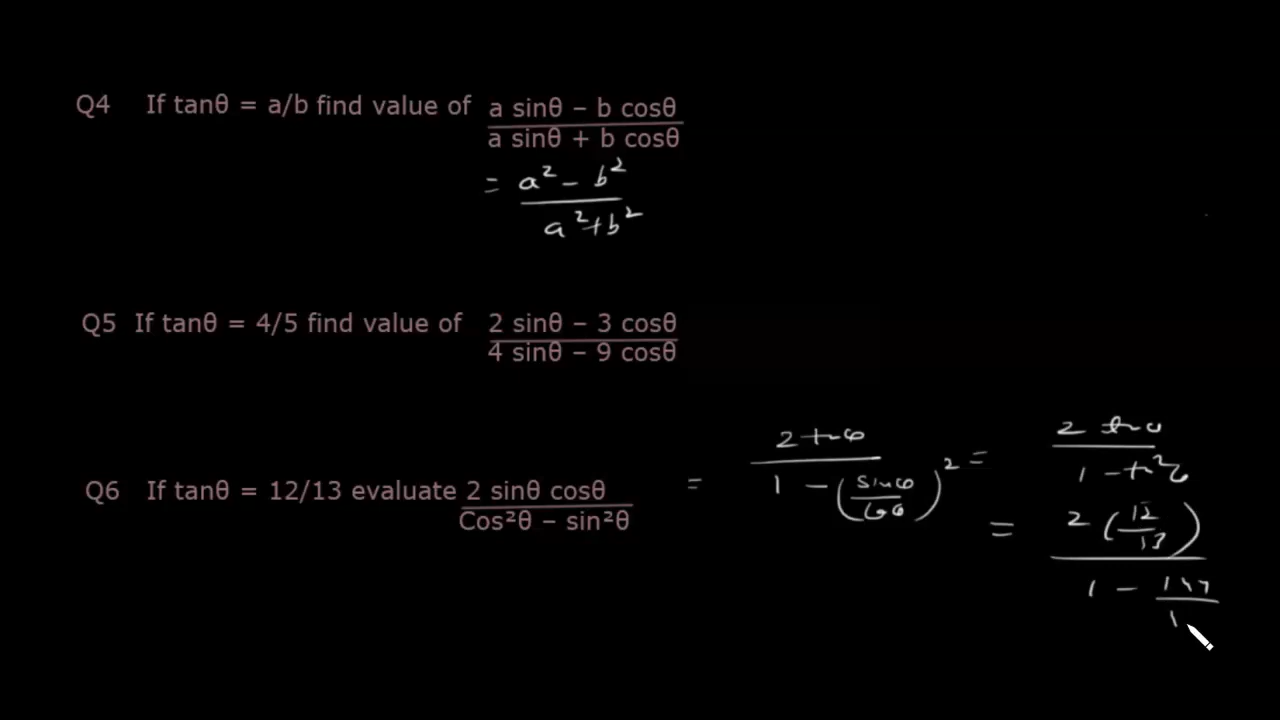 Q4 If tanθ = a/b find value of a sinθ – b cosθ
a sinθ + b cosθ
= a² – b²
a² + b²
Q5 If tanθ = 4/5 find value of 2 sinθ – 3 cosθ
4 sinθ – 9 cosθ
Q6 If tanθ = 12/13 evaluate 2 sinθ cosθ
Cos²θ – sin²θ
= 2 tanθ
1 – (sinθ/cosθ)²
= 2 tanθ
1 – tan²θ
= 2 (12/13)
1 – 144
1